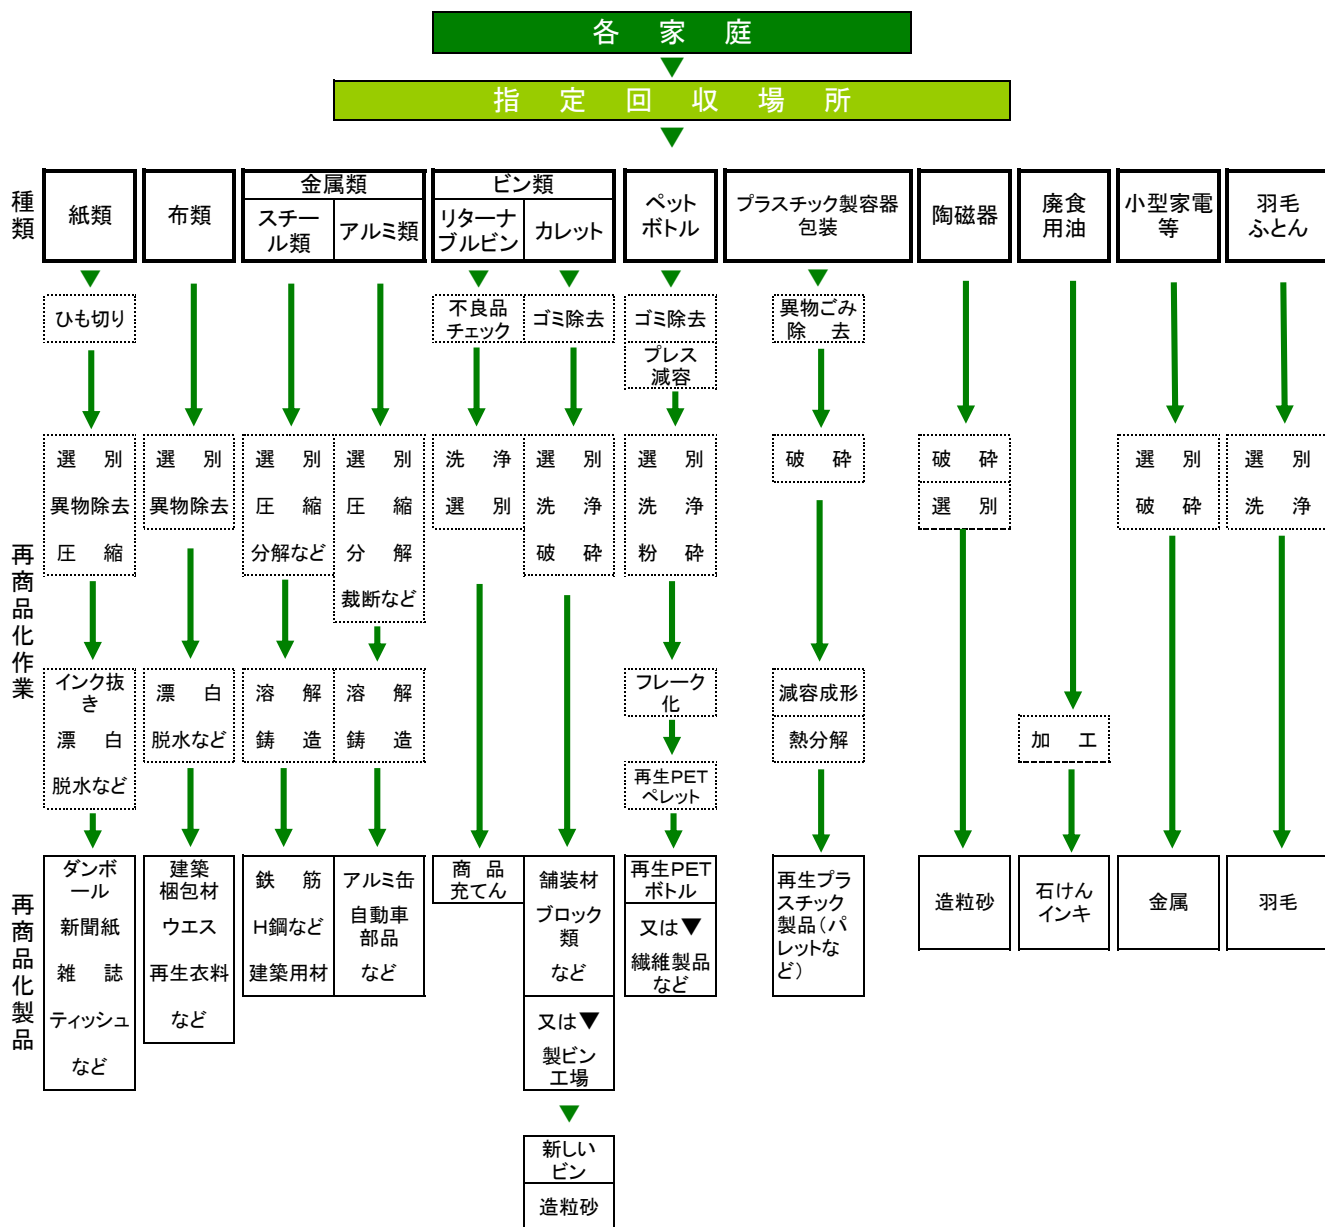 各家庭
指定回収場所
種類
紙類
布類
金属類
スチー
ル類
アルミ類
ビン類
リターナ
ブルビン
カレット
ペット
ボトル
プラスチック製容器
包装
陶磁器
廃食
用油
小型家電
等
羽毛
ふとん
再商品化作業
ひも切り
不良品
チェック
ゴミ除去
ゴミ除去
プレス
減容
異物ごみ
除 去
選 別
異物除去
圧 縮
選 別
異物除去
選 別
圧 縮
分解など
選 別
圧 縮
分 解
裁断など
洗 浄
選 別
選 別
洗 浄
破 砕
選 別
洗 浄
粉 砕
破 砕
破 砕
選 別
選 別
破 砕
選 別
洗 浄
インク抜
き
漂 白
脱水など
漂 白
脱水など
溶 解
鋳 造
溶 解
鋳 造
フレーク
化
再生PET
ペレット
減容成形
熱分解
加 工
再商品化製品
ダンボ
ール
新聞紙
雑 誌
ティッシュ
など
建築
梱包材
ウエス
再生衣料
など
鉄 筋
H鋼など
建築用材
アルミ缶
自動車
部品
など
商 品
充てん
舗装材
ブロック
類
など
又は▼
製ビン
工場
新しい
ビン
造粒砂
再生PET
ボトル
又は▼
繊維製品
など
再生プラ
スチック
製品(パ
レットな
ど)
造粒砂
石けん
インキ
金属
羽毛